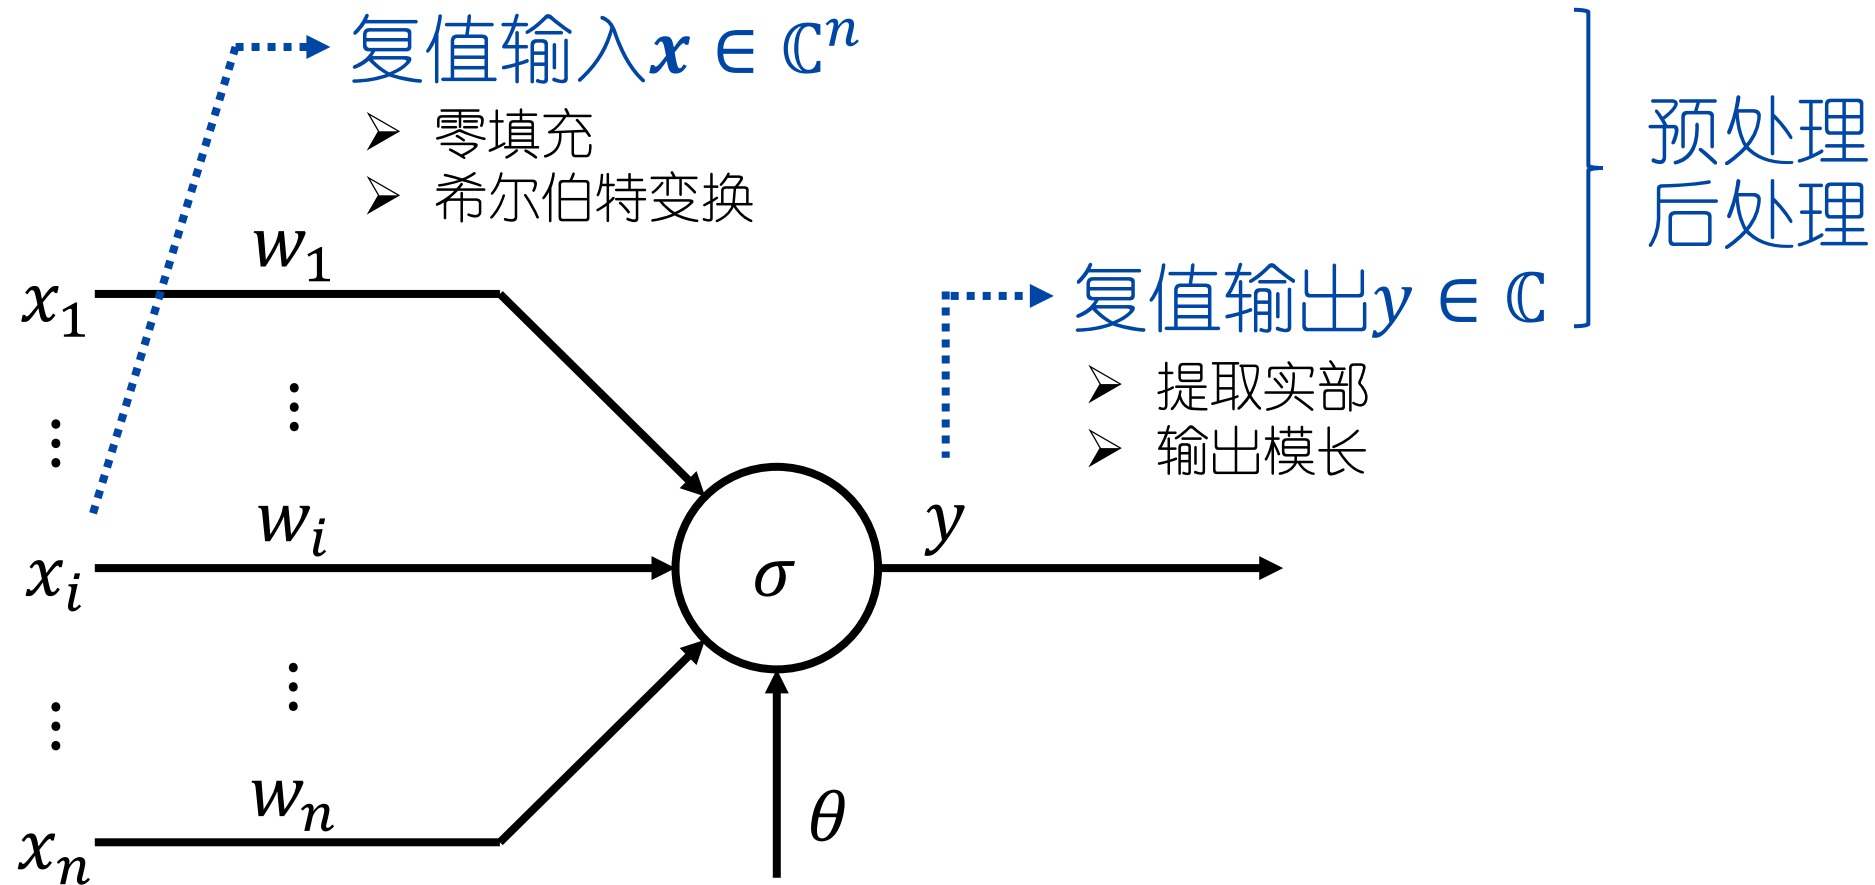 复值输入x ∈ ℂⁿ
零填充
希尔伯特变换
预处理
后处理
w₁
x₁
复值输出y ∈ ℂ
提取实部
输出模长
⋮
⋮
wᵢ
y
xᵢ
σ
⋮
⋮
wₙ
θ
xₙ